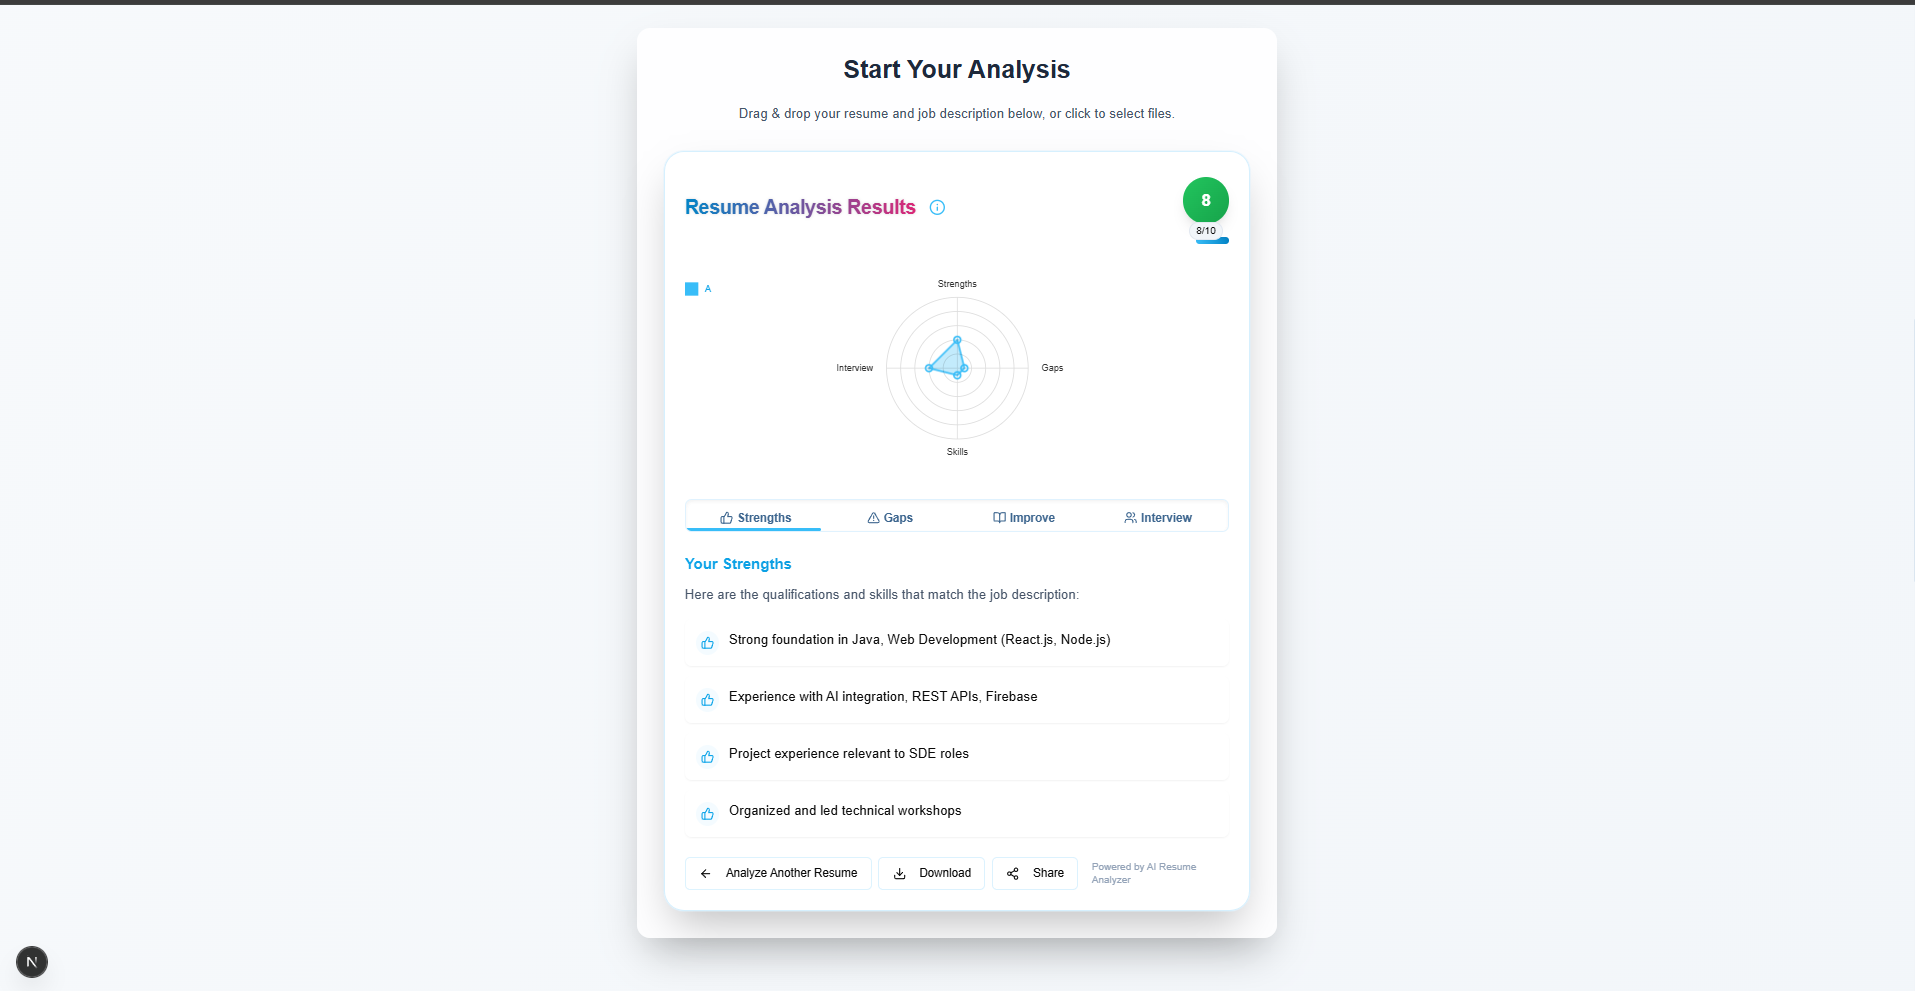 Start Your Analysis
Drag & drop your resume and job description below, or click to select files.
Resume Analysis Results
8
8/10
A
Strengths
Interview
Gaps
Skills
Strengths
Gaps
Improve
Interview
Your Strengths
Here are the qualifications and skills that match the job description:
Strong foundation in Java, Web Development (React.js, Node.js)
Experience with AI integration, REST APIs, Firebase
Project experience relevant to SDE roles
Organized and led technical workshops
Analyze Another Resume
Download
Share
Powered by AI Resume
Analyzer
N